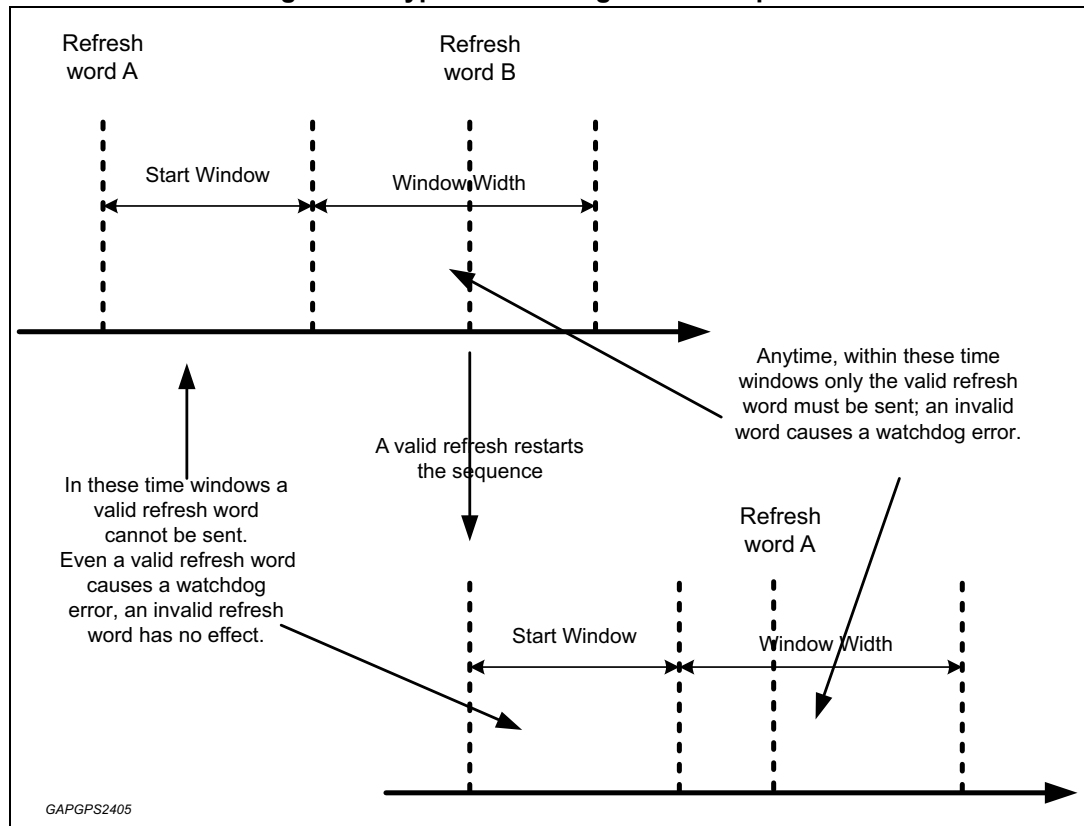 Refresh
word A
Refresh
word B
Start Window
Window Width
Anytime, within these time
windows only the valid refresh
word must be sent; an invalid
word causes a watchdog error.
A valid refresh restarts
the sequence
In these time windows a
valid refresh word
cannot be sent.
Even a valid refresh word
causes a watchdog
error, an invalid refresh
word has no effect.
Refresh
word A
Start Window
Window Width
GAPGPS2405